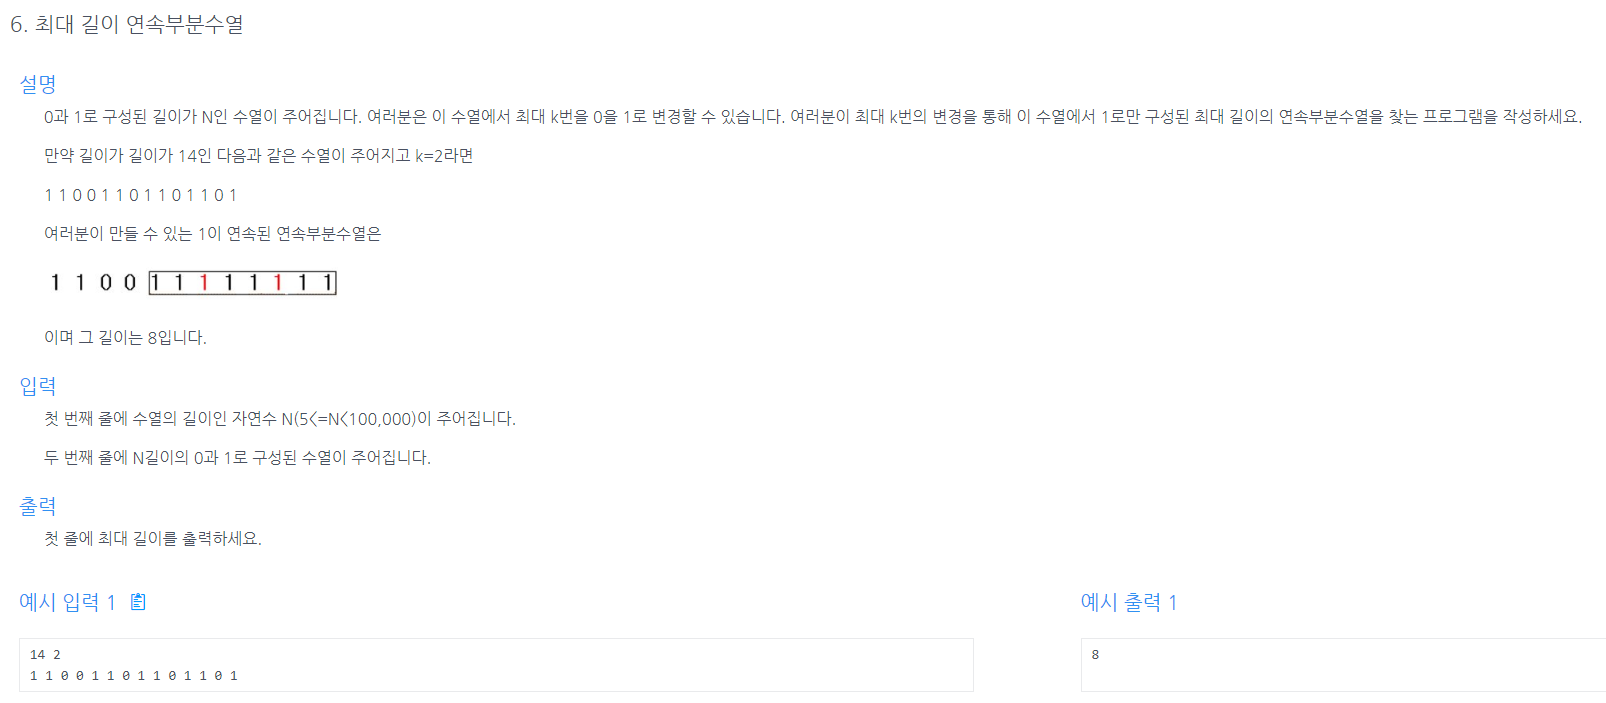 6. 최대 길이 연속부분수열
설명
0과 1로 구성된 길이가 N인 수열이 주어집니다. 여러분은 이 수열에서 최대 k번을 0을 1로 변경할 수 있습니다. 여러분이 최대 k번의 변경을 통해 이 수열에서 1로만 구성된 최대 길이의 연속부분수열을 찾는 프로그램을 작성하세요.
만약 길이가 길이가 14인 다음과 같은 수열이 주어지고 k=2라면
1 1 0 0 1 1 0 1 1 0 1 1 0 1
여러분이 만들 수 있는 1이 연속된 연속부분수열은
1 1 0 0 1 1 1 1 1 1 1 1
이며 그 길이는 8입니다.
입력
첫 번째 줄에 수열의 길이인 자연수 N(5<=N<100,000)이 주어집니다.
두 번째 줄에 N길이의 0과 1로 구성된 수열이 주어집니다.
출력
첫 줄에 최대 길이를 출력하세요.
예시 입력 1
예시 출력 1
14 2
1 1 0 0 1 1 0 1 1 0 1 1 0 1
8